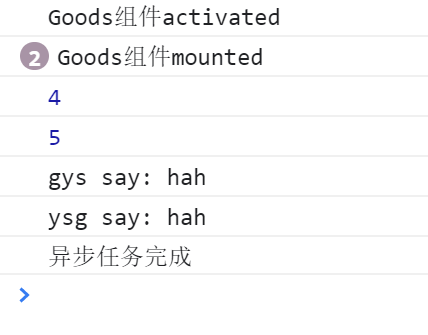 Goods组件activated
2 Goods组件mounted
4
5
gys say: hah
ysg say: hah
异步任务完成